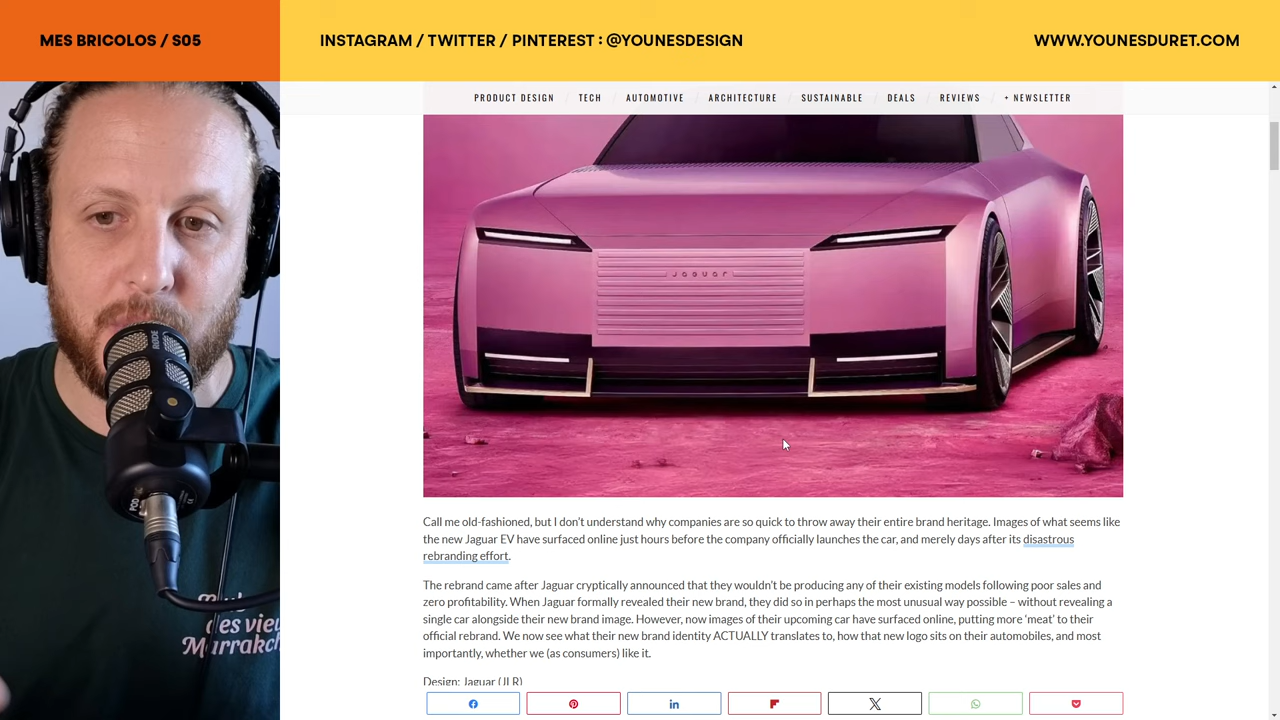 MES BRICOLOS / S05
INSTAGRAM / TWITTER / PINTEREST : @YOUNESDESIGN
WWW.YOUNESDURET.COM
PRODUCT DESIGN / TECH / AUTOMOTIVE / ARCHITECTURE / SUSTAINABLE / DEALS / REVIEWS / + NEWSLETTER
Jaguar
Call me old-fashioned, but I don't understand why companies are so quick to throw away their entire brand heritage. Images of what seems like
the new Jaguar EV have surfaced online just hours before the company officially launches the car, and merely days after its disastrous
rebranding effort.
The rebrand came after Jaguar cryptically announced that they wouldn't be producing any of their existing models following poor sales and
zero profitability. When Jaguar formally revealed their new brand, they did so in perhaps the most unusual way possible – without revealing a
single car alongside their new brand image. However, now images of their upcoming car have surfaced online, putting more 'meat' to their
official rebrand. We now see what their new brand identity ACTUALLY translates to, how that new logo sits on their automobiles, and most
importantly, whether we (as consumers) like it.
Design: Jaguar (JLR)
RØDE
POD
des vieu